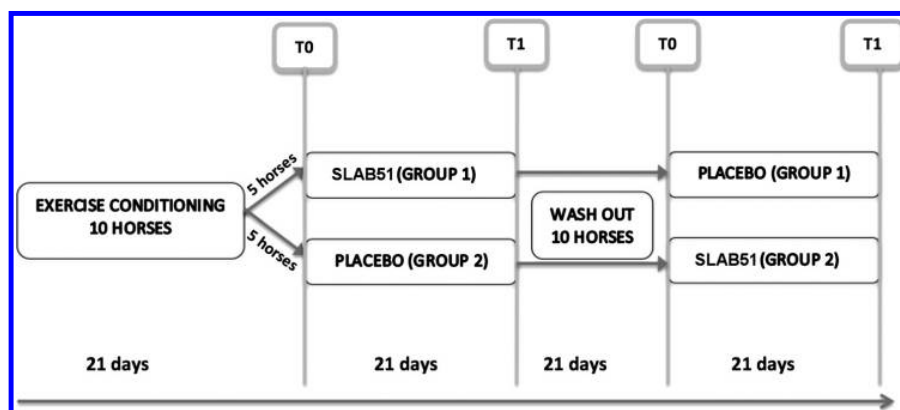 T0
T1
T0
T1
5 horses
SLAB51(GROUP 1)
PLACEBO (GROUP 1)
EXERCISE CONDITIONING
10 HORSES
WASH OUT
10 HORSES
5 horses
PLACEBO (GROUP 2)
SLAB51(GROUP 2)
21 days
21 days
21 days
21 days